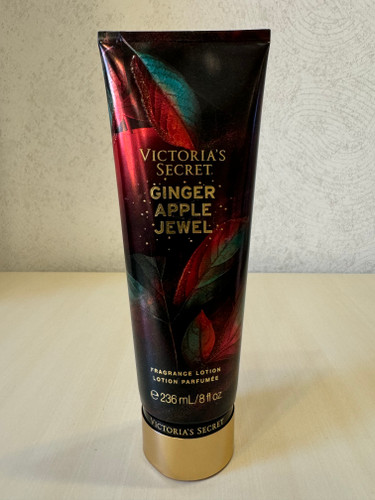 VICTORIA'S
SECRET
GINGER
APPLE
JEWEL
FRAGRANCE LOTION
LOTION PARFUMÉE
℮ 236 mL/8 fl oz
VICTORIA'S SECRET